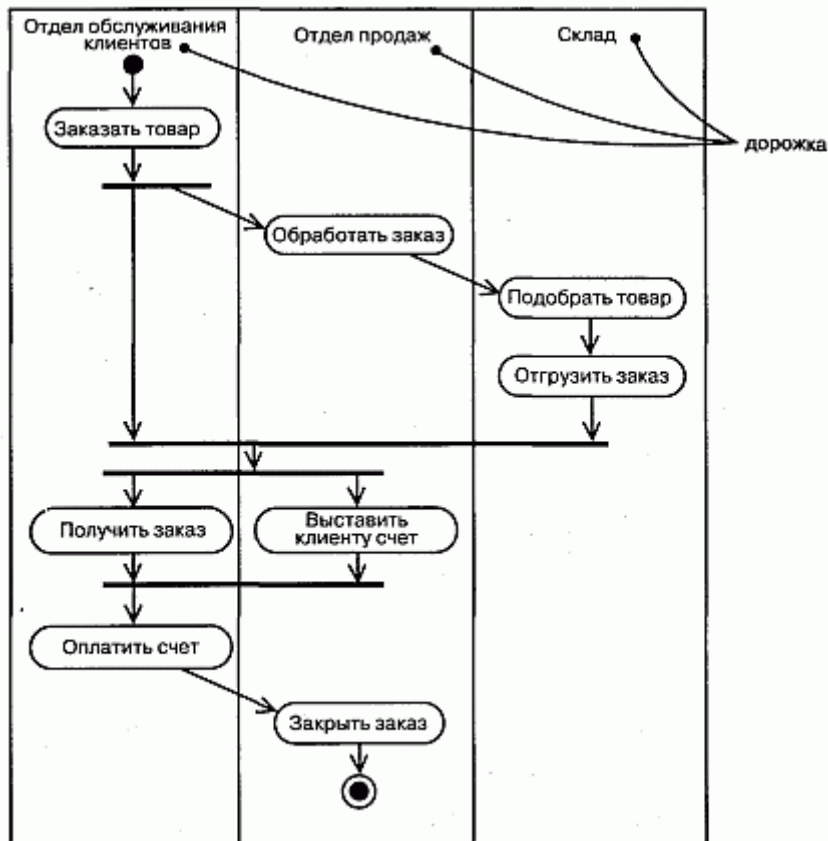 Отдел обслуживания
клиентов
Отдел продаж
Склад
дорожка
Заказать товар
Обработать заказ
Подобрать товар
Отгрузить заказ
Получить заказ
Выставить
клиенту счет
Оплатить счет
Закрыть заказ